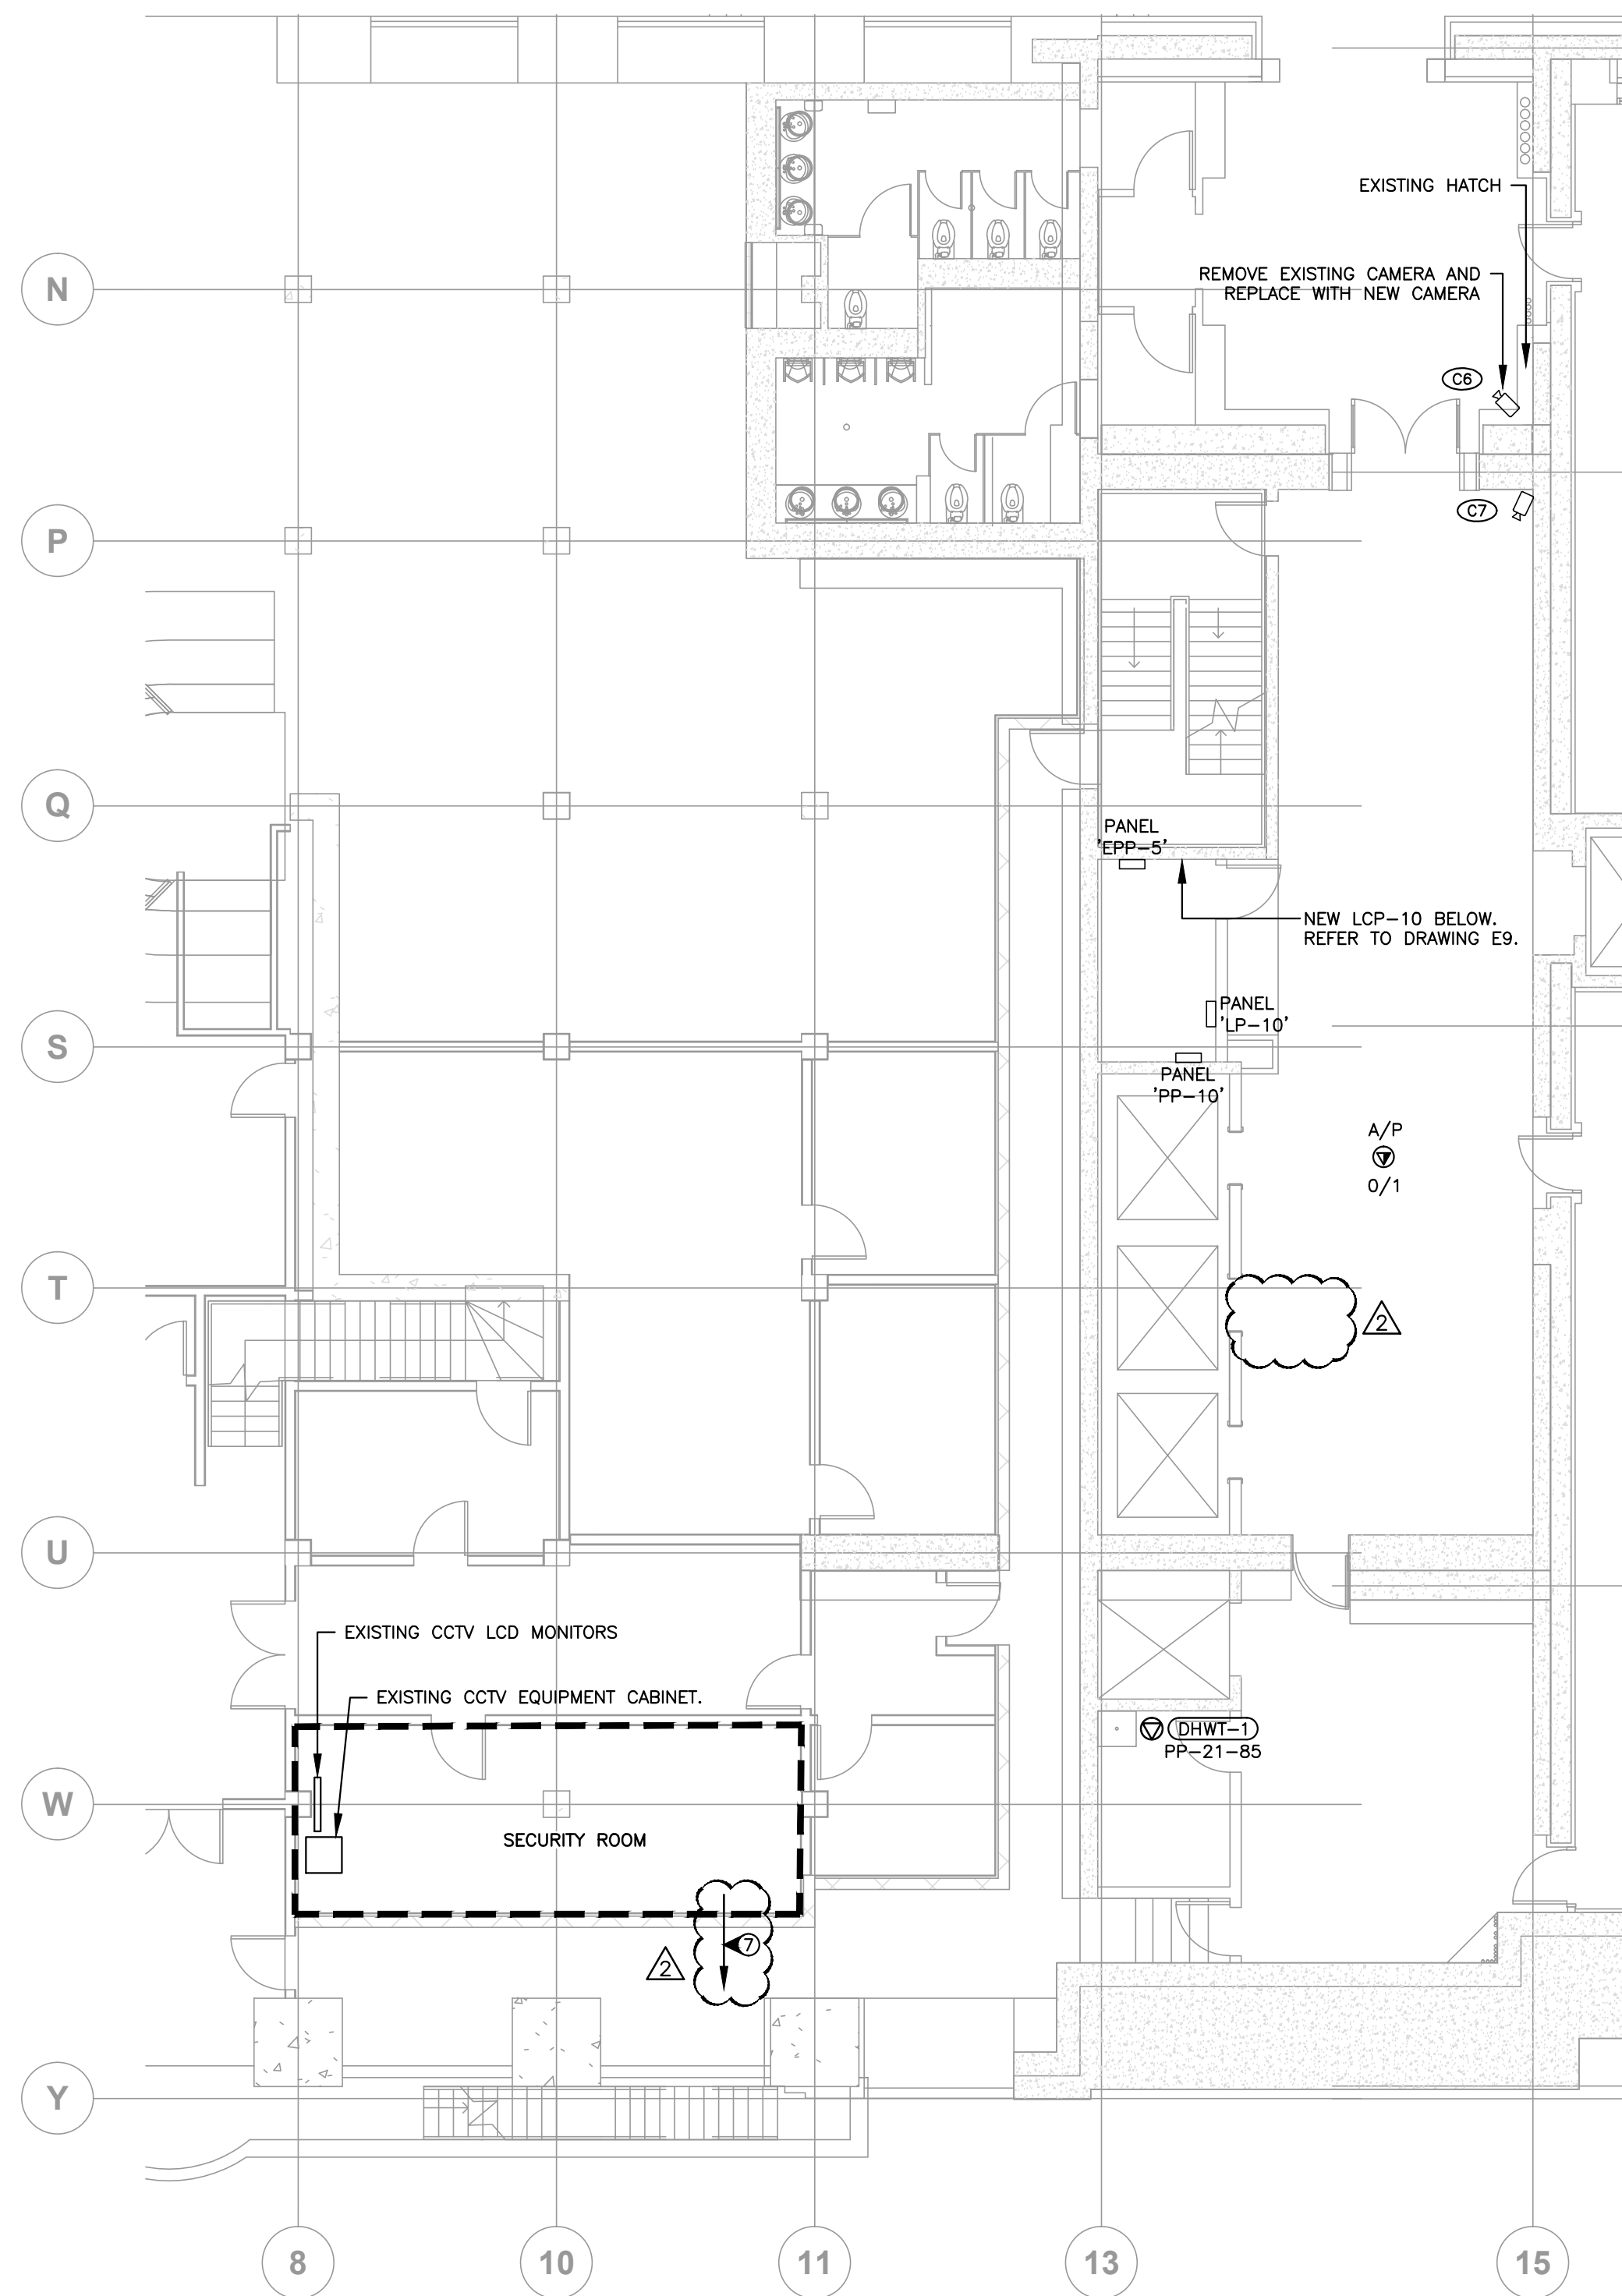 EXISTING HATCH
N
REMOVE EXISTING CAMERA AND
REPLACE WITH NEW CAMERA
C6
C7
P
Q
PANEL
'EPP-5'
NEW LCP-10 BELOW.
REFER TO DRAWING E9.
PANEL
'LP-10'
S
PANEL
'PP-10'
A/P
0/1
T
2
U
EXISTING CCTV LCD MONITORS
EXISTING CCTV EQUIPMENT CABINET.
DHWT-1
PP-21-85
W
SECURITY ROOM
7
2
Y
8
10
11
13
15